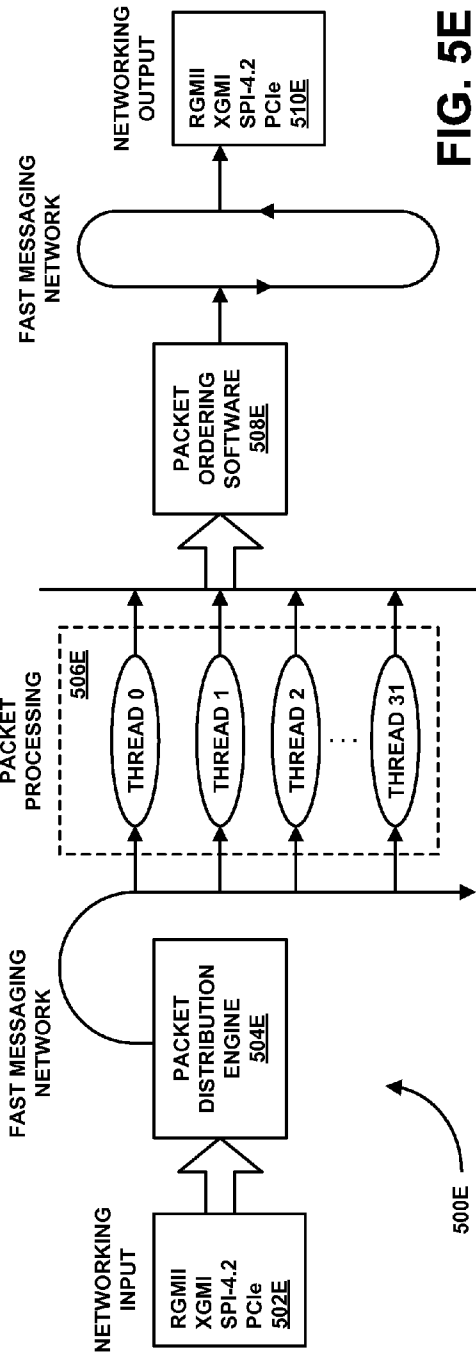 NETWORKING
INPUT
RGMII
XGMI
SPI-4.2
PCIe
502E
FAST MESSAGING
NETWORK
PACKET
DISTRIBUTION
ENGINE
504E
PACKET
PROCESSING
506E
THREAD 0
THREAD 1
THREAD 2
. . .
THREAD 31
PACKET
ORDERING
SOFTWARE
508E
FAST MESSAGING
NETWORK
NETWORKING
OUTPUT
RGMII
XGMI
SPI-4.2
PCIe
510E
500E
FIG. 5E